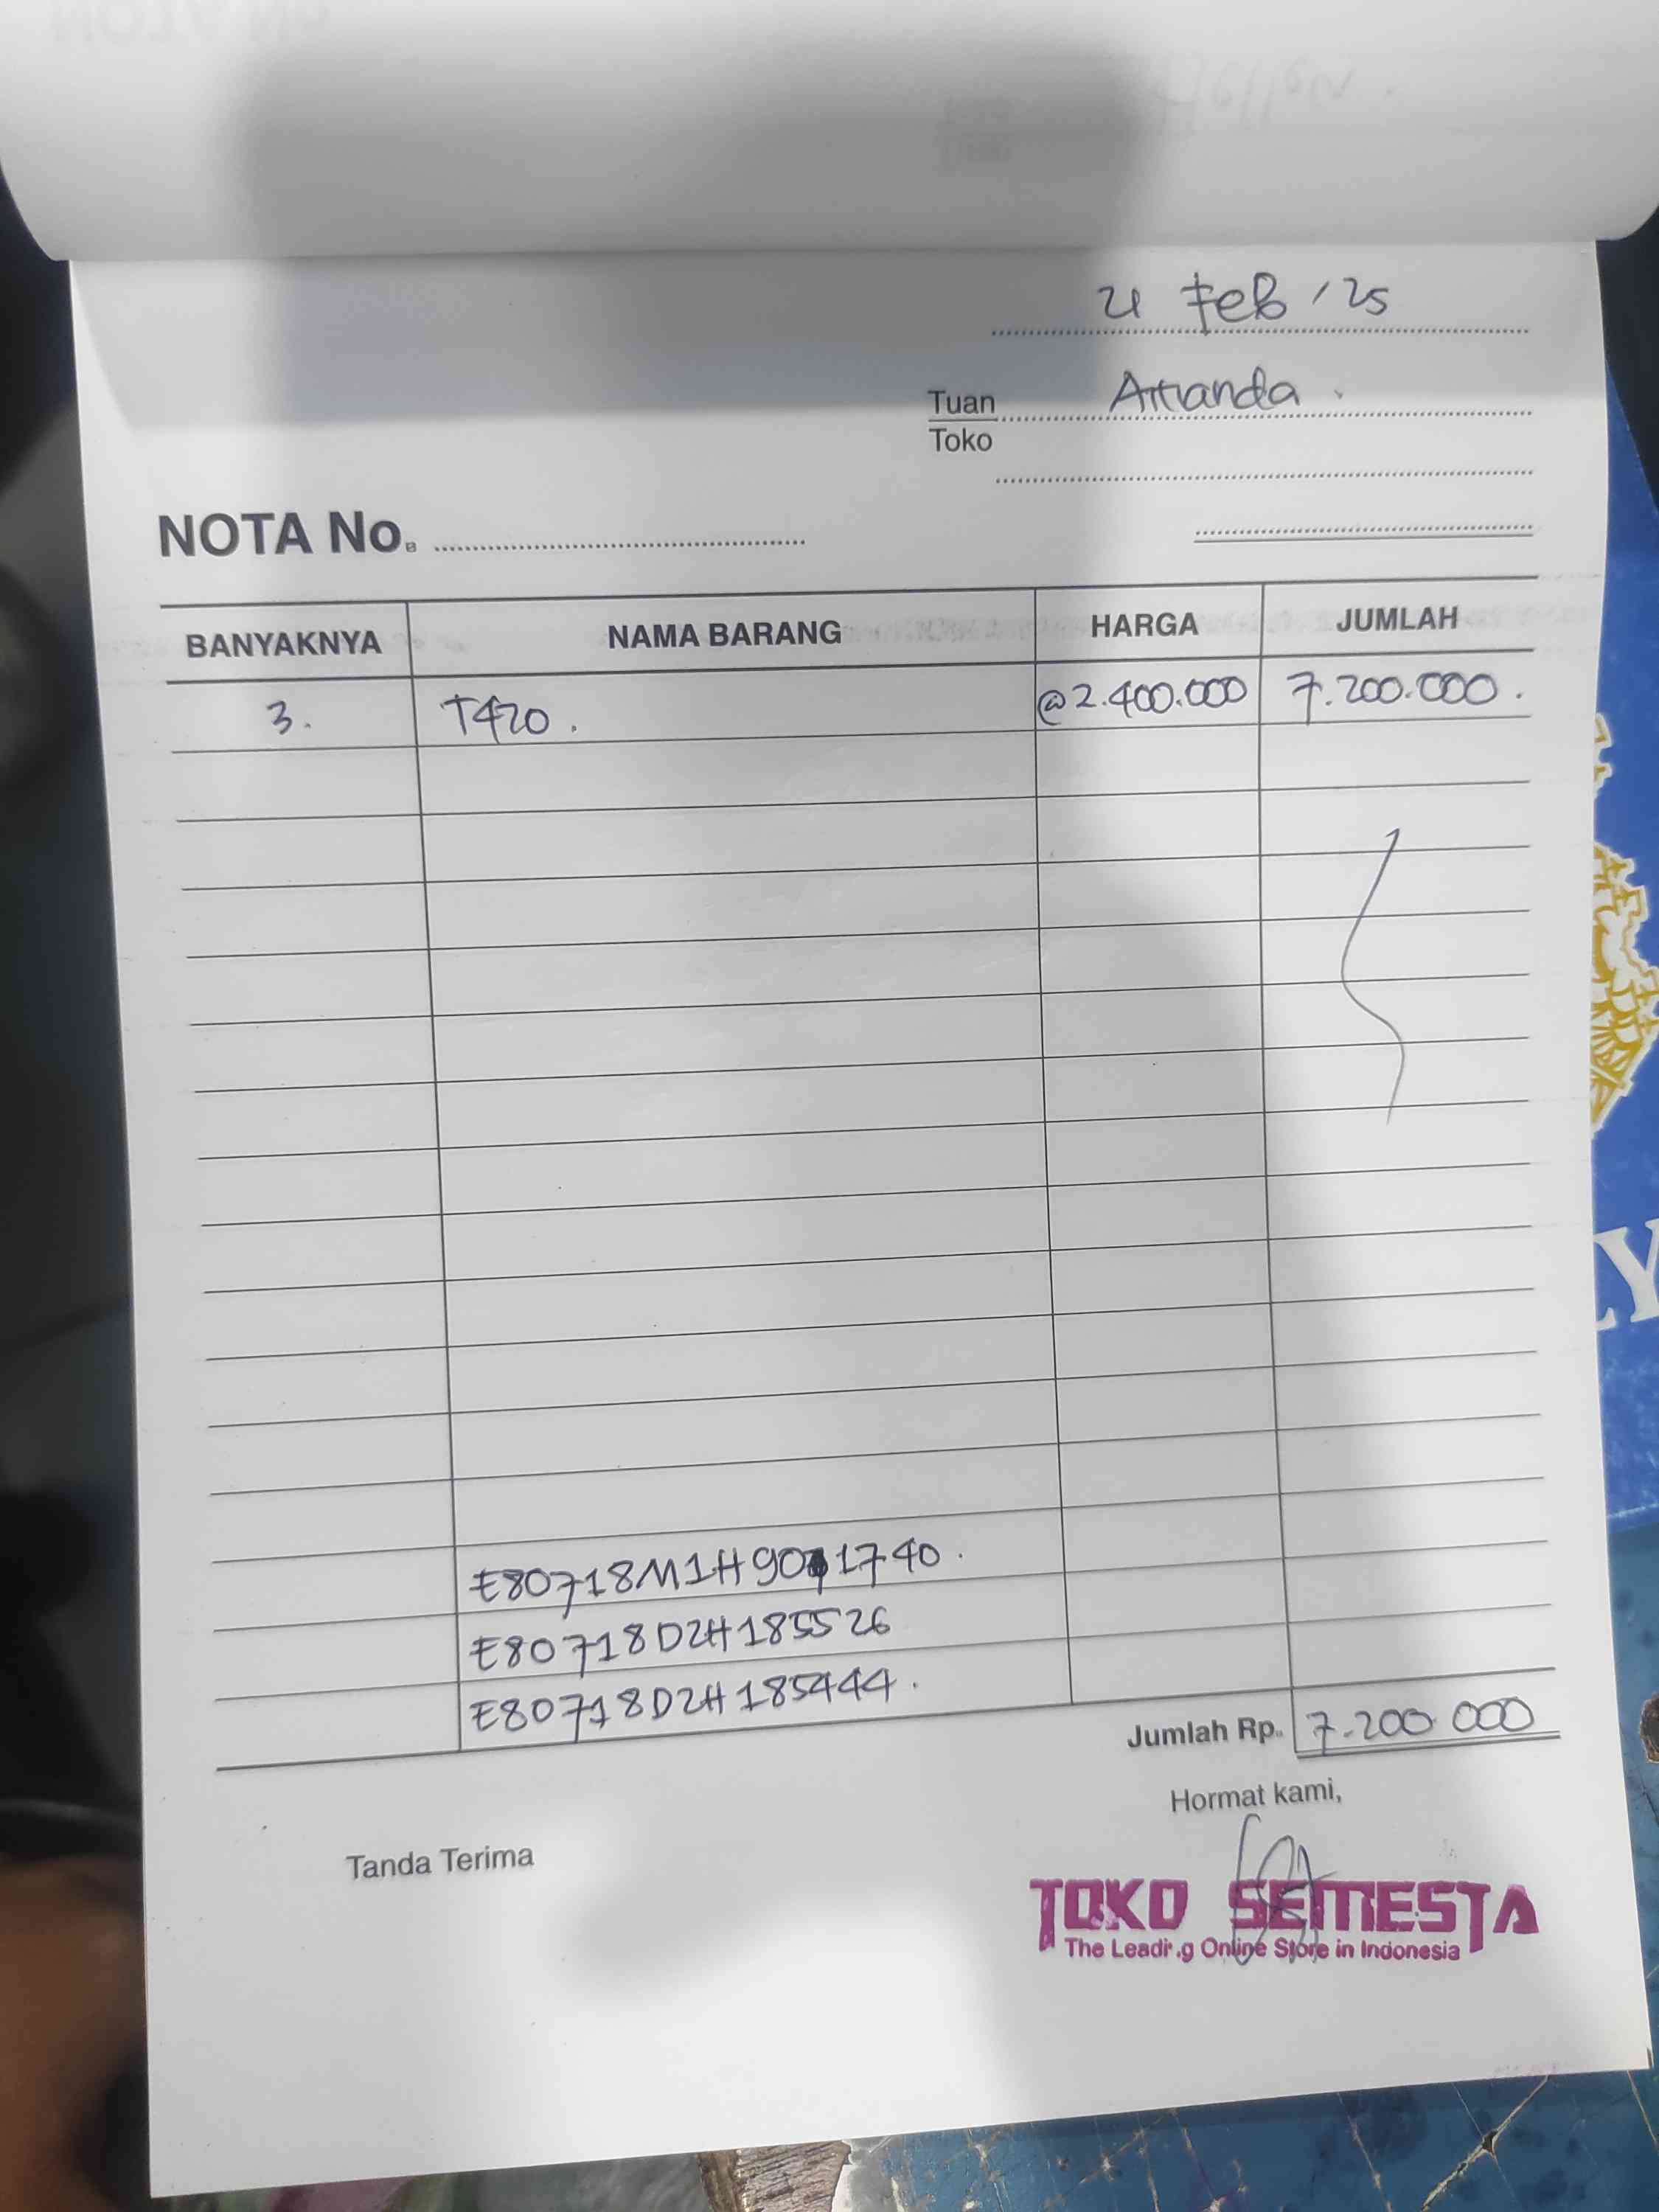 21 Feb '25
Tuan Amanda.
Toko
NOTA No.
BANYAKNYA NAMA BARANG HARGA JUMLAH
3. T420. @2.400.000 7.200.000.
E80718M1H901740.
E80718D2H185526
E80718D2H185444.
Jumlah Rp. 7.200.000
Hormat kami,
Tanda Terima
TOKO SEMESTA
The Leading Online Store in Indonesia